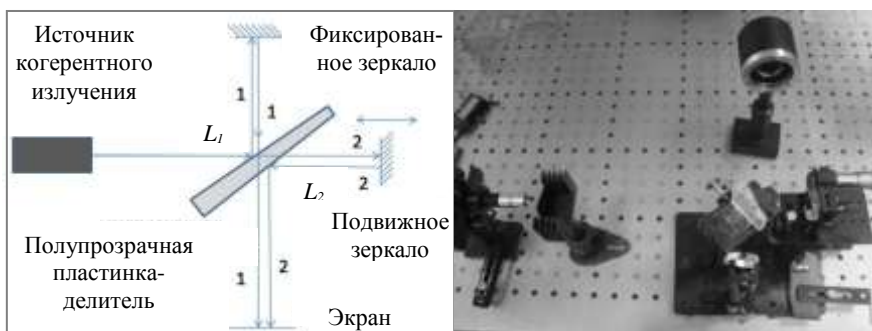 Источник
когерентного
излучения
Фиксирован-
ное зеркало
1
1
L1
2
2
L2
Подвижное
зеркало
Полупрозрачная
пластинка-
делитель
1
2
Экран